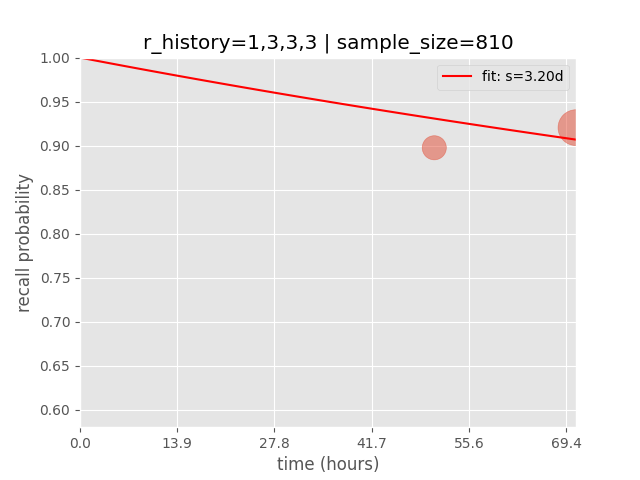 r_history=1,3,3,3 | sample_size=810
fit: s=3.20d
recall probability
1.00
0.95
0.90
0.85
0.80
0.75
0.70
0.65
0.60
0.0 13.9 27.8 41.7 55.6 69.4
time (hours)